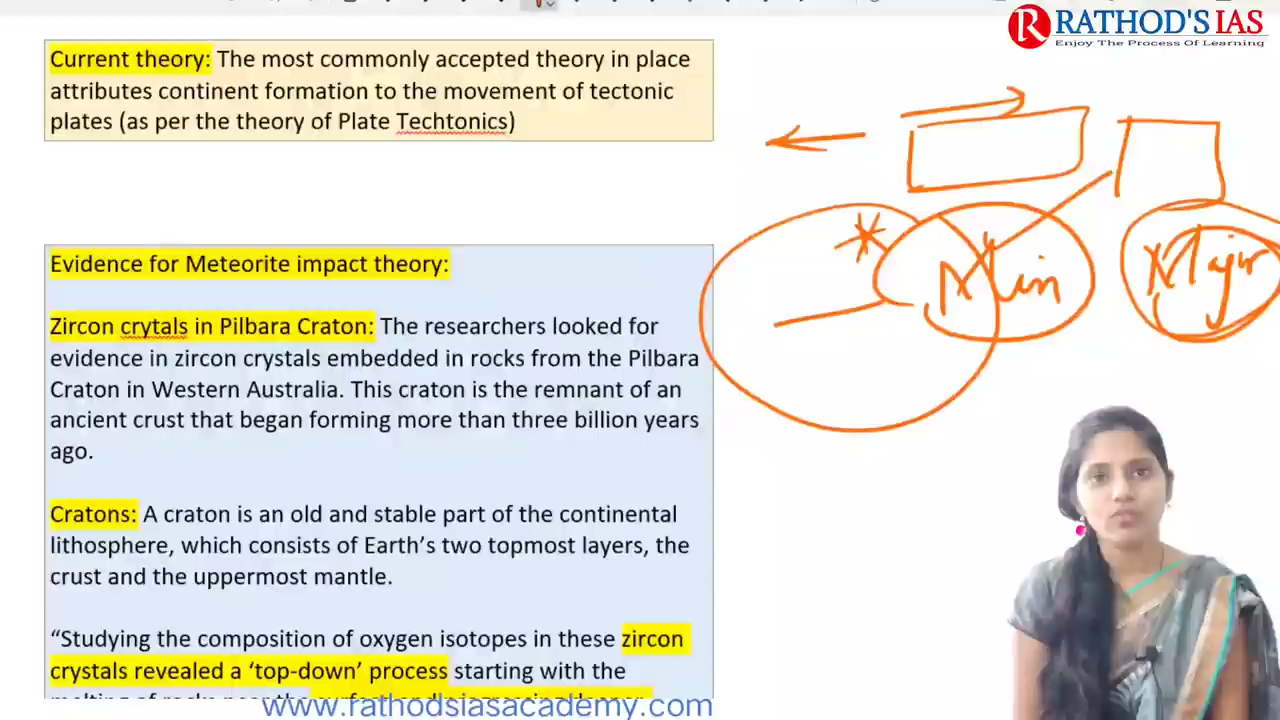 RATHOD'S IAS
Enjoy The Process Of Learning
Current theory: The most commonly accepted theory in place
attributes continent formation to the movement of tectonic
plates (as per the theory of Plate Techtonics)
Min
Major
Evidence for Meteorite impact theory:
Zircon crytals in Pilbara Craton: The researchers looked for
evidence in zircon crystals embedded in rocks from the Pilbara
Craton in Western Australia. This craton is the remnant of an
ancient crust that began forming more than three billion years
ago.
Cratons: A craton is an old and stable part of the continental
lithosphere, which consists of Earth's two topmost layers, the
crust and the uppermost mantle.
“Studying the composition of oxygen isotopes in these zircon
crystals revealed a ‘top-down’ process starting with the
melting of rocks near the
www.rathodsiasacademy.com